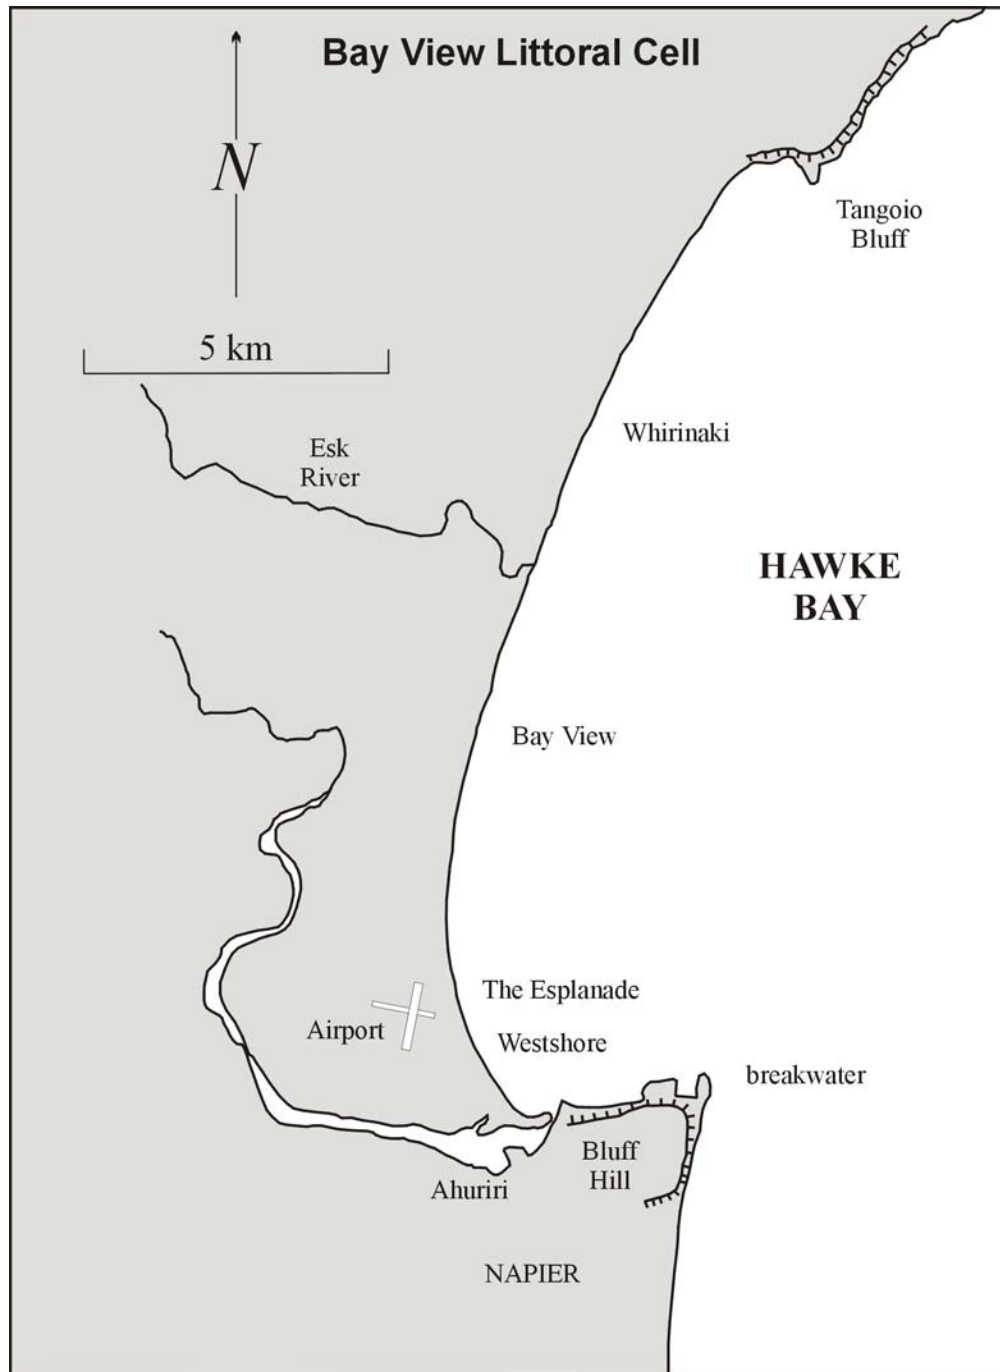 Bay View Littoral Cell
N
Tangoio
Bluff
5 km
Whirinaki
Esk
River
HAWKE
BAY
Bay View
The Esplanade
Airport
Westshore
breakwater
Bluff
Hill
Ahuriri
NAPIER